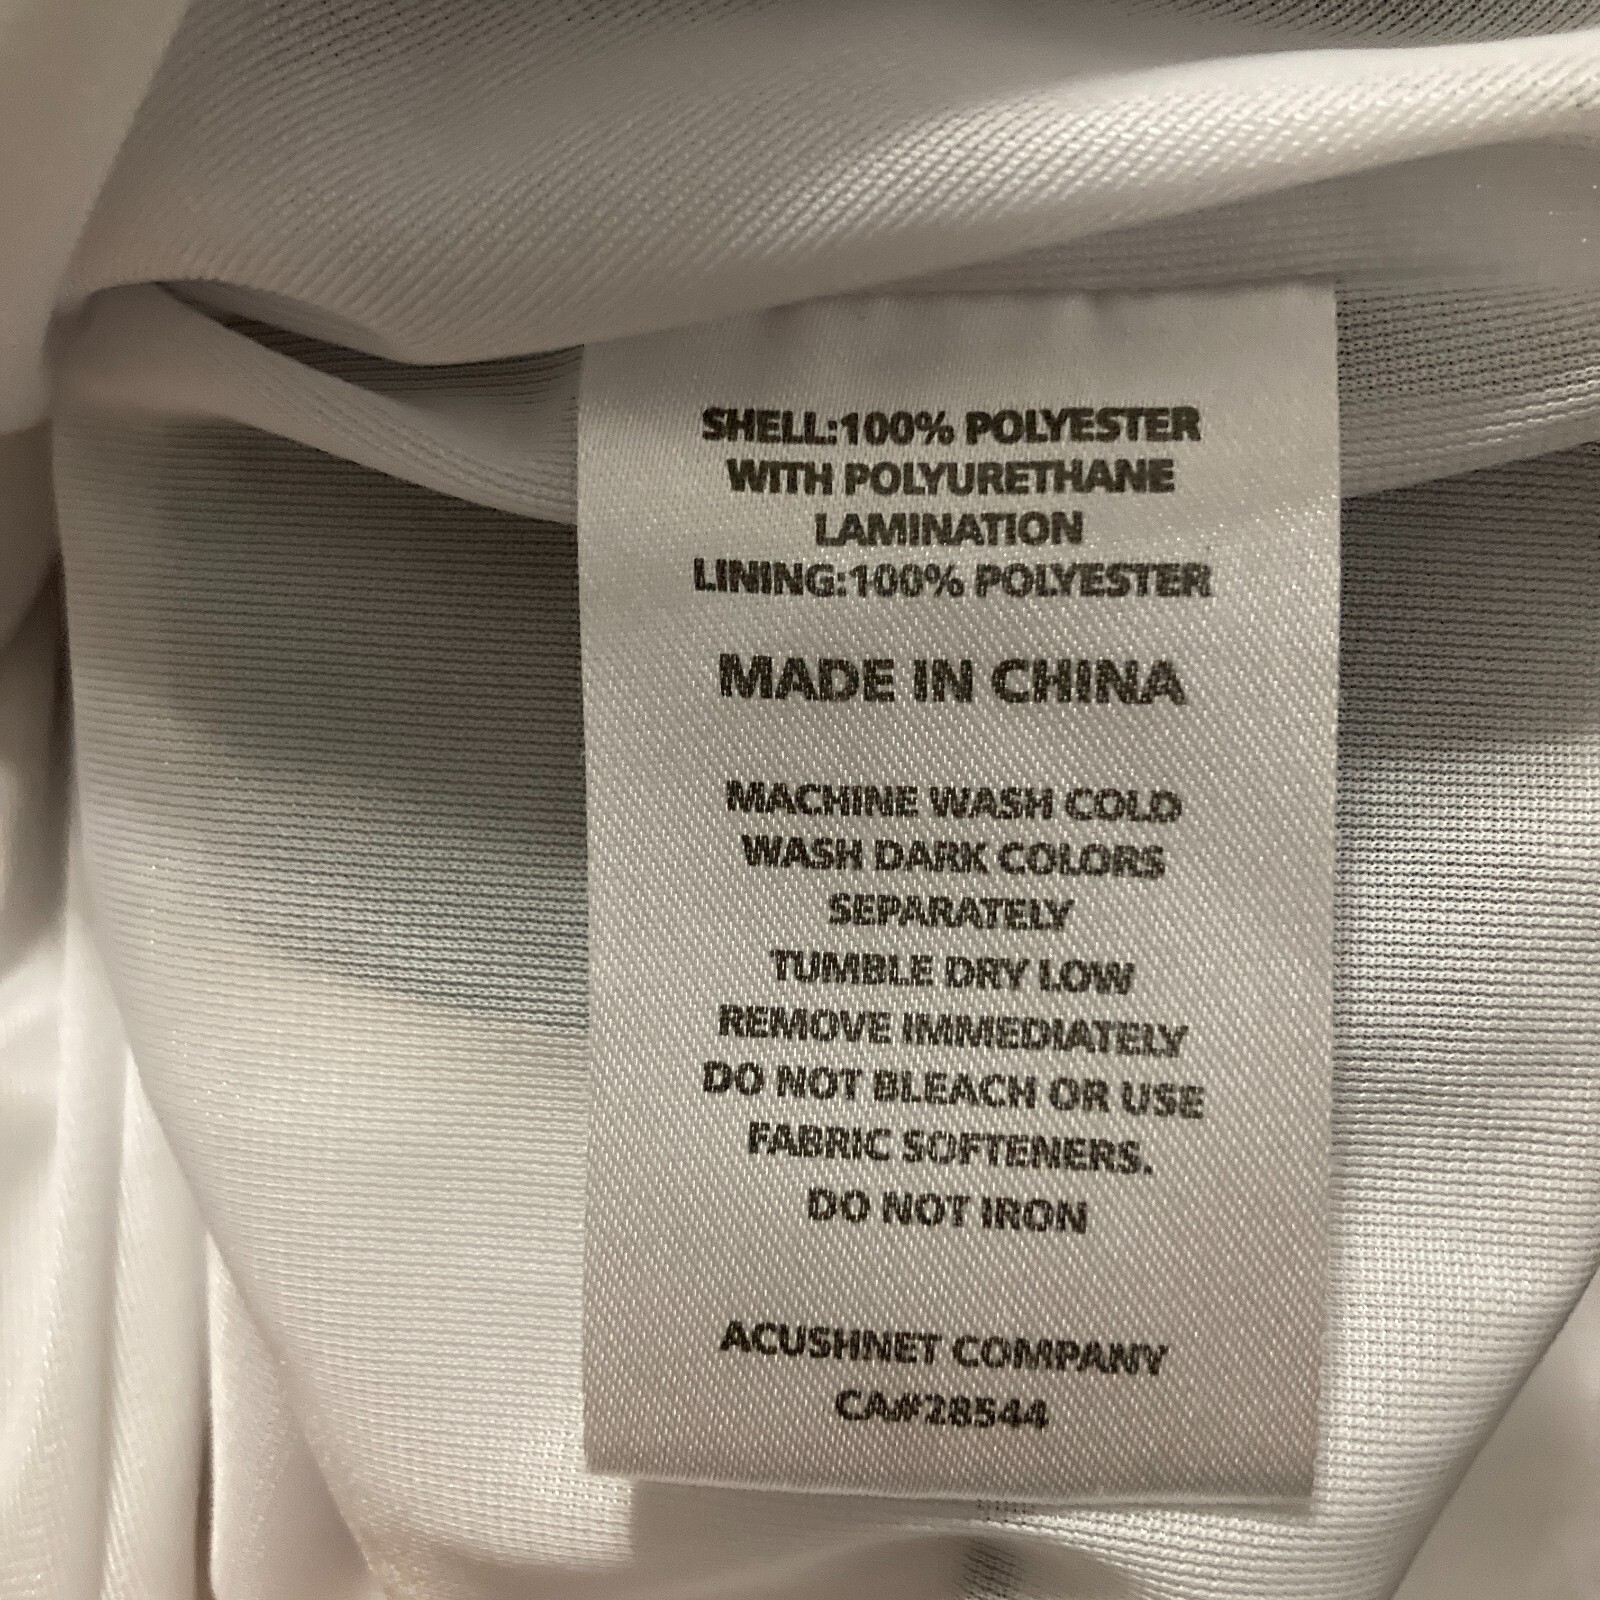 SHELL:100% POLYESTER
WITH POLYURETHANE
LAMINATION
LINING:100% POLYESTER
MADE IN CHINA
MACHINE WASH COLD
WASH DARK COLORS
SEPARATELY
TUMBLE DRY LOW
REMOVE IMMEDIATELY
DO NOT BLEACH OR USE
FABRIC SOFTENERS.
DO NOT IRON
ACUSHNET COMPANY
CA#28544